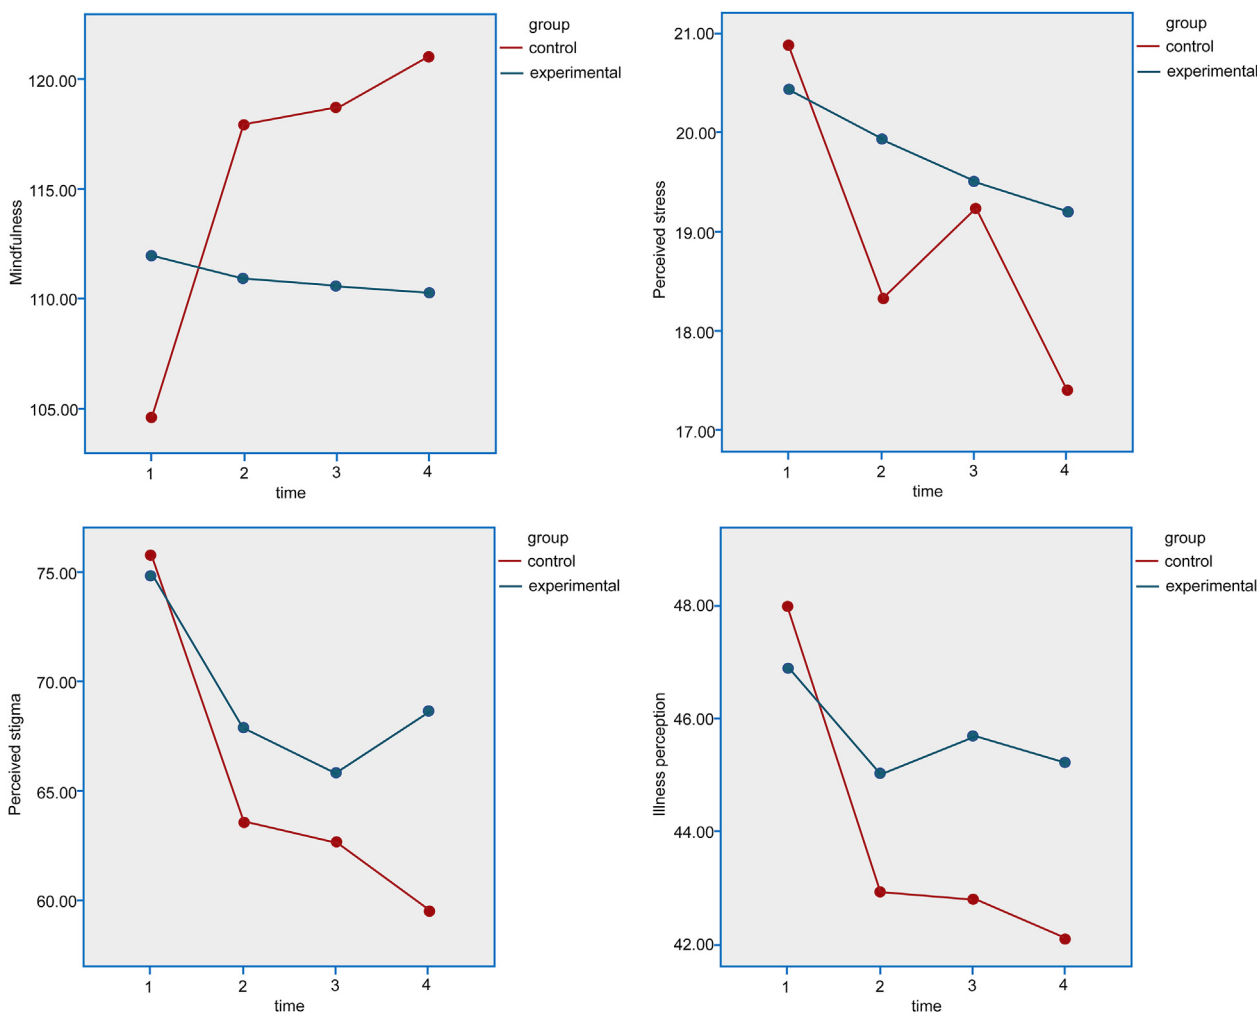 group
control
experimental
120.00
115.00
110.00
105.00
Mindfulness
1 2 3 4
time
group
control
experimental
21.00
20.00
19.00
18.00
17.00
Perceived stress
1 2 3 4
time
group
control
experimental
75.00
70.00
65.00
60.00
Perceived stigma
1 2 3 4
time
group
control
experimental
48.00
46.00
44.00
42.00
Illness perception
1 2 3 4
time